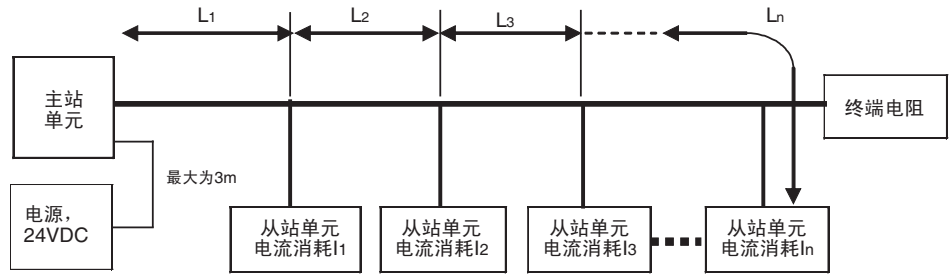 L1
L2
L3
Ln
主站
单元
终端电阻
最大为3m
电源，
24VDC
从站单元
电流消耗I1
从站单元
电流消耗I2
从站单元
电流消耗I3
从站单元
电流消耗In